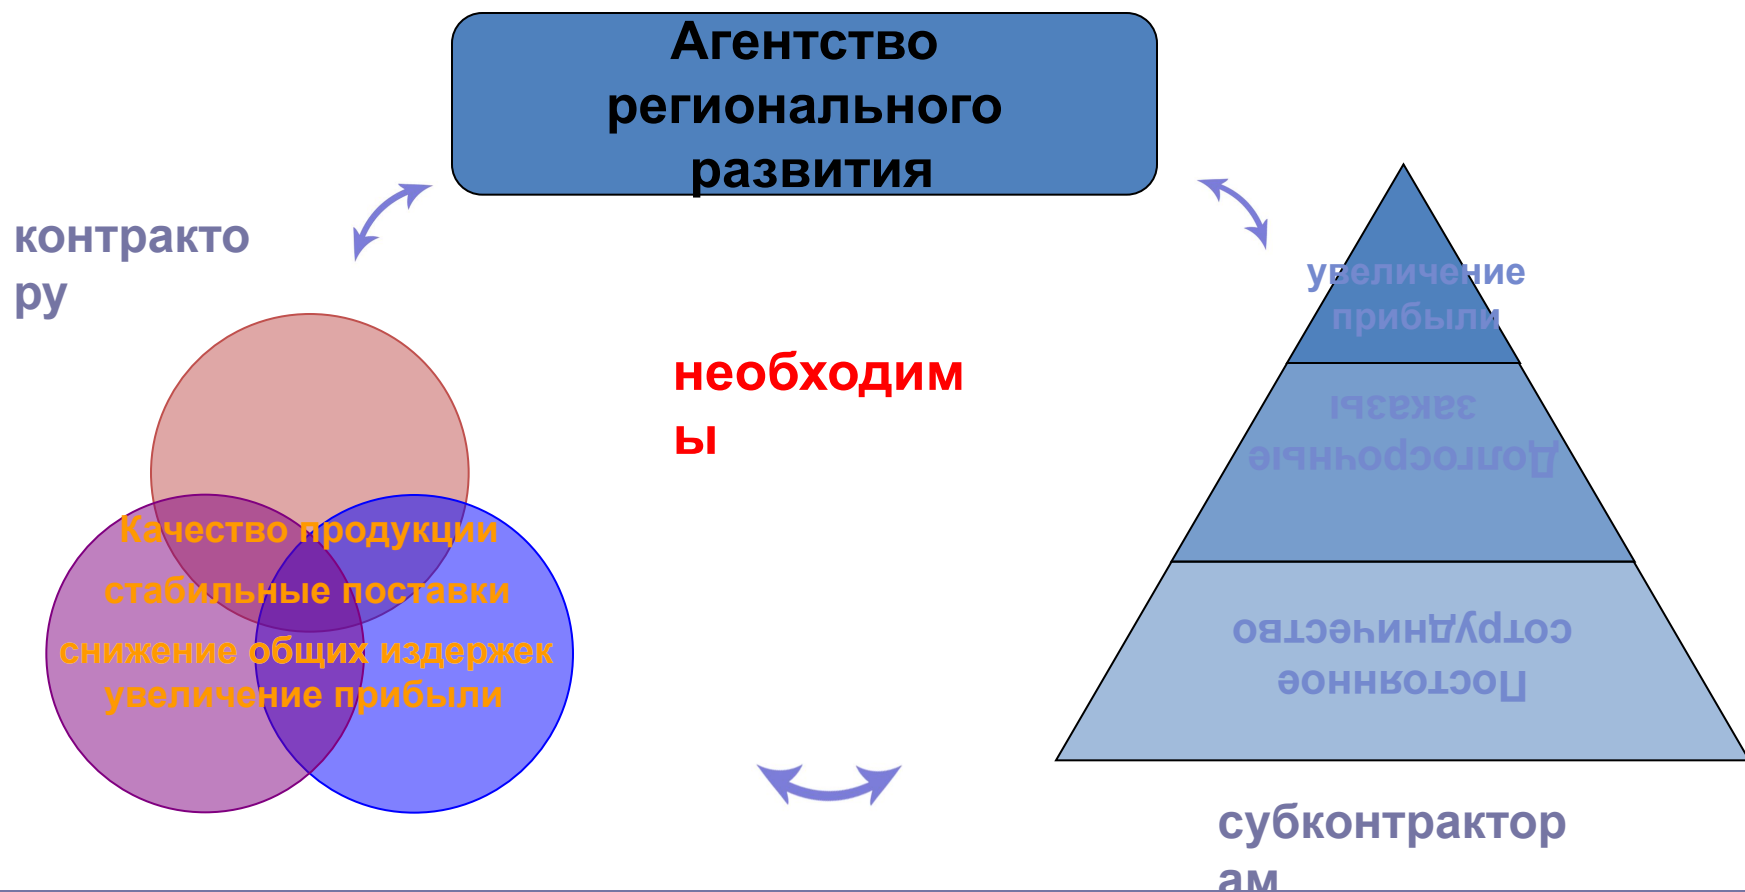 Агентство
регионального
развития
контракто
ру
необходим
ы
Качество продукции
стабильные поставки
снижение общих издержек
увеличение прибыли
увеличение
прибыли
Долгосрочные
заказы
Постоянное
сотрудничество
субконтрактор
ам